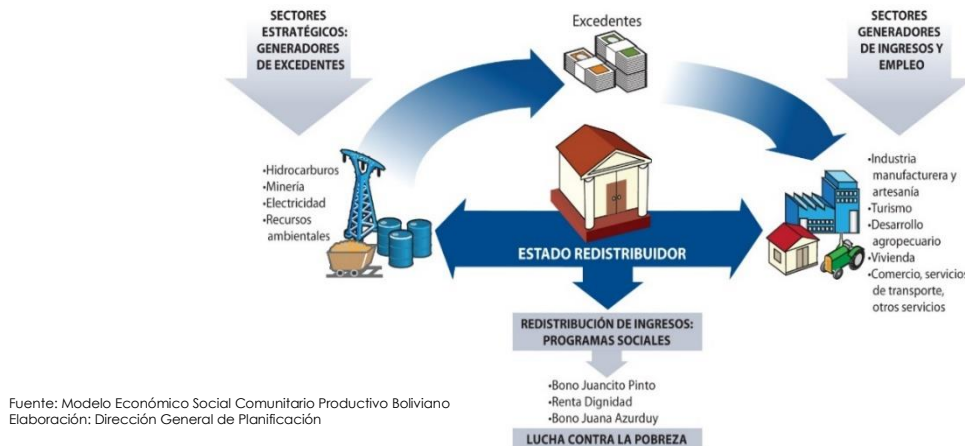 SECTORES
ESTRATÉGICOS:
GENERADORES
DE EXCEDENTES
Excedentes
SECTORES
GENERADORES
DE INGRESOS Y
EMPLEO
•Hidrocarburos
•Minería
•Electricidad
•Recursos
ambientales
ESTADO REDISTRIBUIDOR
•Industria
manufacturera y
artesanía
•Turismo
•Desarrollo
agropecuario
•Vivienda
•Comercio, servicios
de transporte,
otros servicios
REDISTRIBUCIÓN DE INGRESOS:
PROGRAMAS SOCIALES
•Bono Juancito Pinto
•Renta Dignidad
•Bono Juana Azurduy
LUCHA CONTRA LA POBREZA
Fuente: Modelo Económico Social Comunitario Productivo Boliviano
Elaboración: Dirección General de Planificación